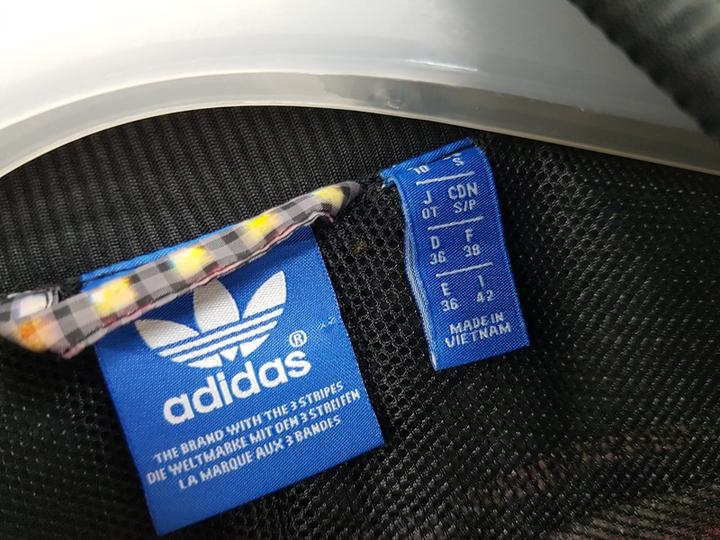 adidas®
THE BRAND WITH THE 3 STRIPES
DIE WELTMARKE MIT DEN 3 STREIFEN
LA MARQUE AUX 3 BANDES
10 S
J CDN
OT S/P
D F
36 38
E I
36 42
MADE IN
VIETNAM